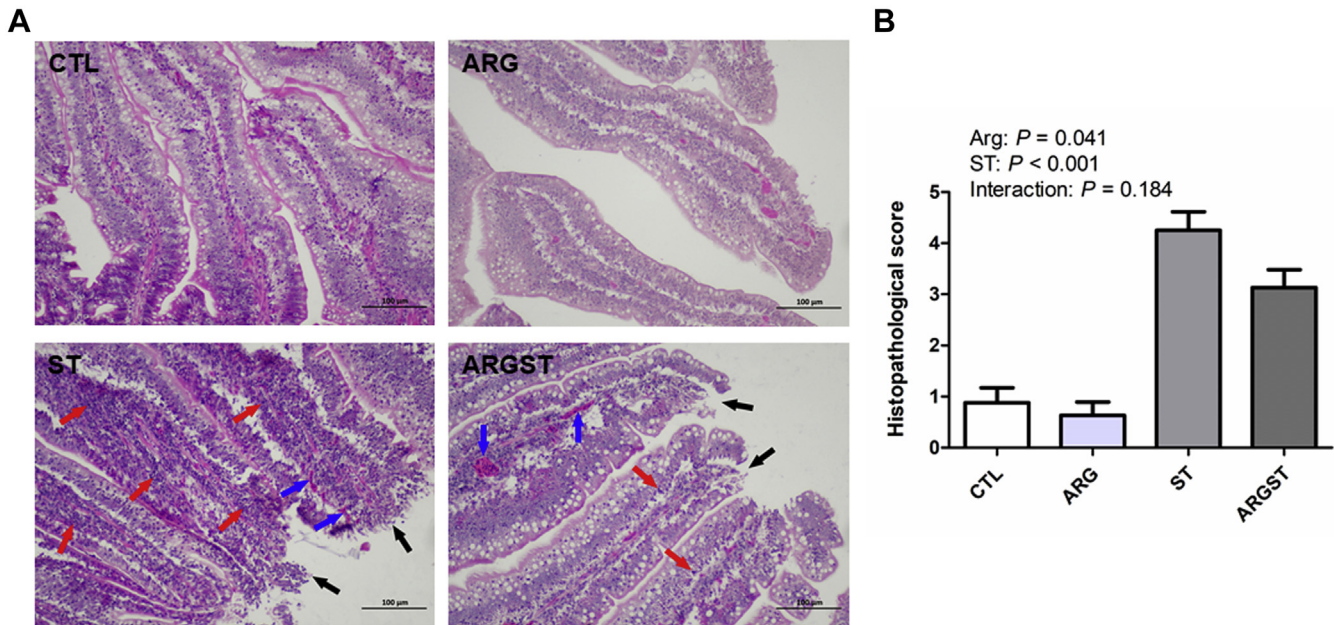 A
CTL
100 µm
ARG
100 µm
ST
100 µm
ARGST
100 µm
B
Arg: P = 0.041
ST: P < 0.001
Interaction: P = 0.184
Histopathological score
5
4
3
2
1
0
CTL
ARG
ST
ARGST